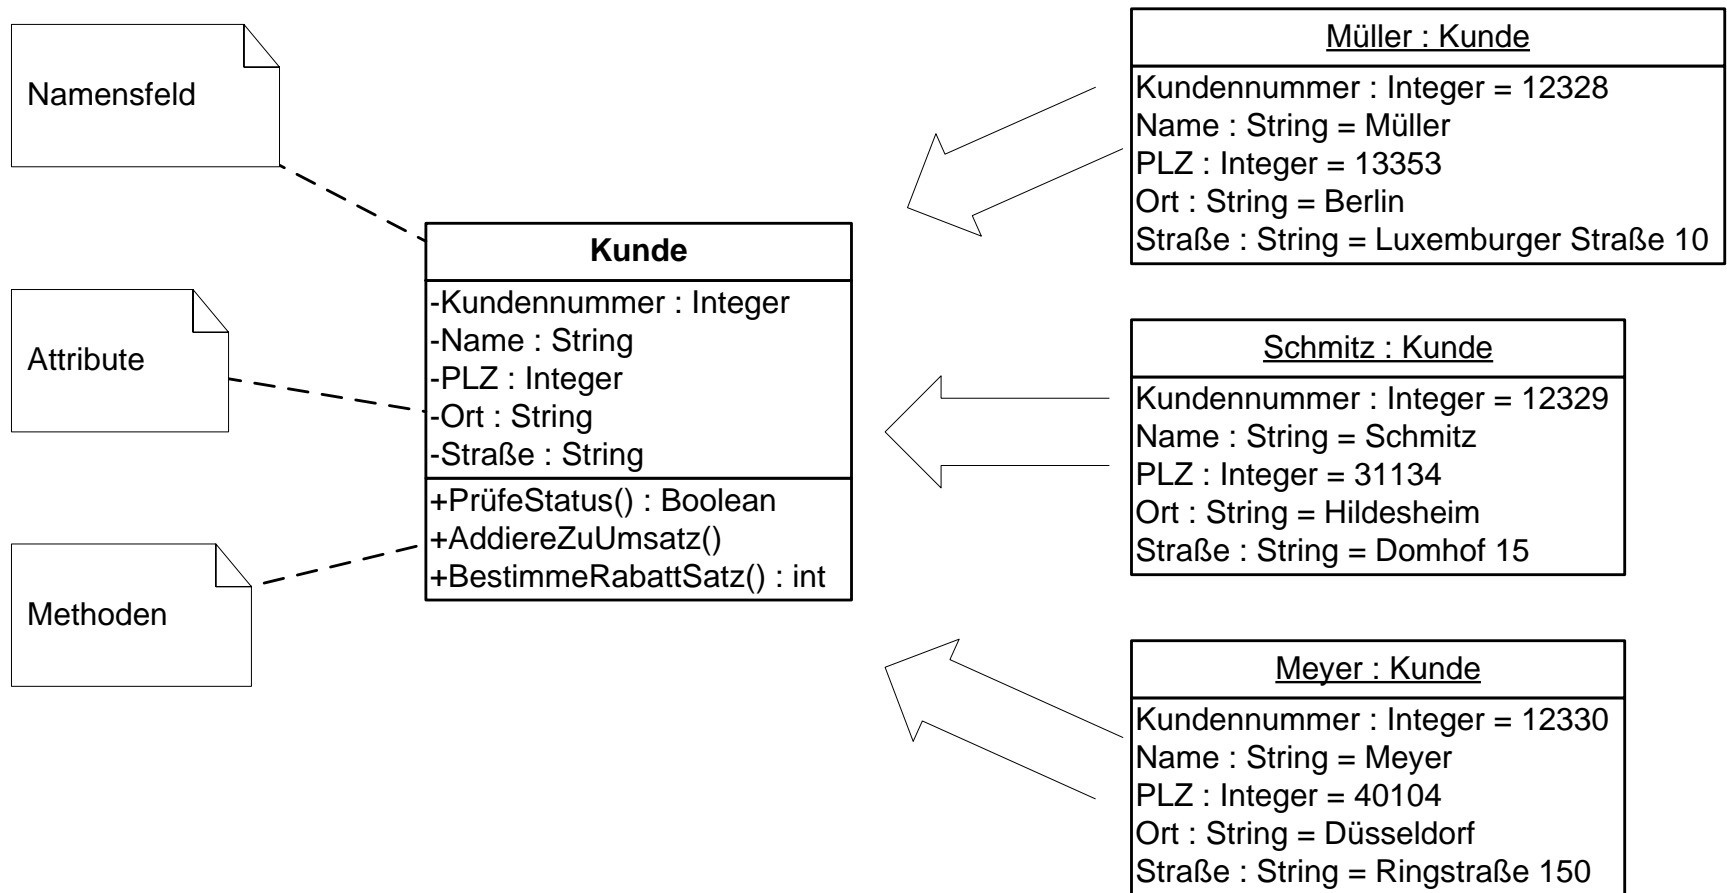 Namensfeld
Attribute
Methoden
Kunde
-Kundennummer : Integer
-Name : String
-PLZ : Integer
-Ort : String
-Straße : String
+PrüfeStatus() : Boolean
+AddiereZuUmsatz()
+BestimmeRabattSatz() : int
Müller : Kunde
Kundennummer : Integer = 12328
Name : String = Müller
PLZ : Integer = 13353
Ort : String = Berlin
Straße : String = Luxemburger Straße 10
Schmitz : Kunde
Kundennummer : Integer = 12329
Name : String = Schmitz
PLZ : Integer = 31134
Ort : String = Hildesheim
Straße : String = Domhof 15
Meyer : Kunde
Kundennummer : Integer = 12330
Name : String = Meyer
PLZ : Integer = 40104
Ort : String = Düsseldorf
Straße : String = Ringstraße 150